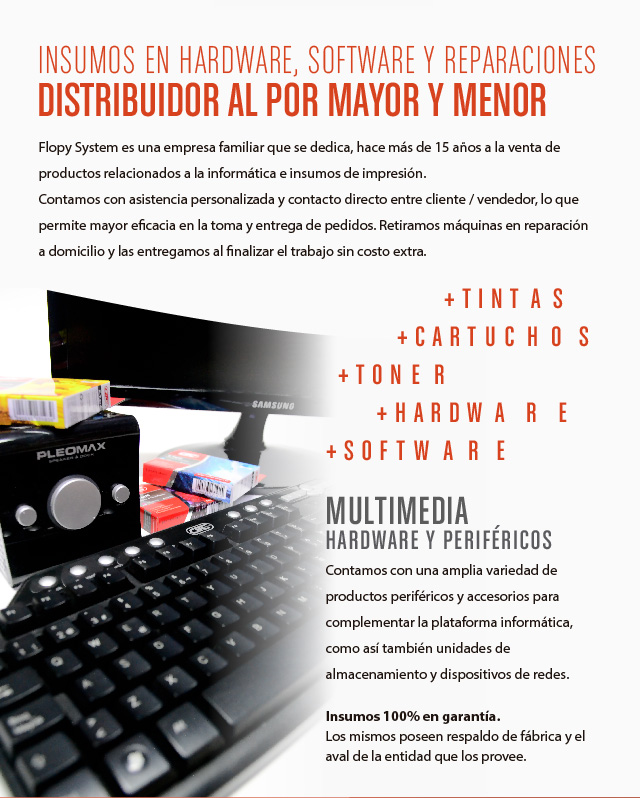 INSUMOS EN HARDWARE, SOFTWARE Y REPARACIONES
DISTRIBUIDOR AL POR MAYOR Y MENOR
Flopy System es una empresa familiar que se dedica, hace más de 15 años a la venta de
productos relacionados a la informática e insumos de impresión.
Contamos con asistencia personalizada y contacto directo entre cliente / vendedor, lo que
permite mayor eficacia en la toma y entrega de pedidos. Retiramos máquinas en reparación
a domicilio y las entregamos al finalizar el trabajo sin costo extra.
+TINTAS
+CARTUCHOS
+TONER
+HARDWARE
+SOFTWARE
SAMSUNG
PLEOMAX
SPEAKER & DOCK
MULTIMEDIA
HARDWARE Y PERIFÉRICOS
Contamos con una amplia variedad de
productos periféricos y accesorios para
complementar la plataforma informática,
como así también unidades de
almacenamiento y dispositivos de redes.
Insumos 100% en garantía.
Los mismos poseen respaldo de fábrica y el
aval de la entidad que los provee.